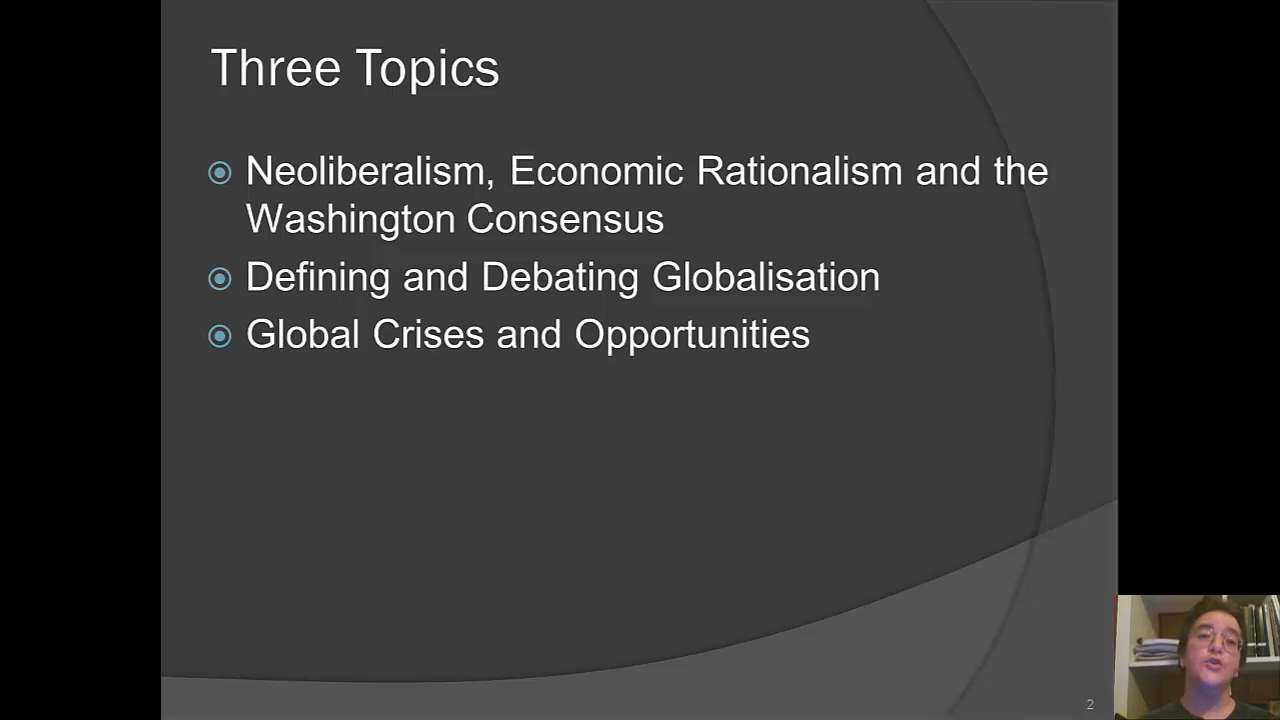 Three Topics
Neoliberalism, Economic Rationalism and the
Washington Consensus
Defining and Debating Globalisation
Global Crises and Opportunities
2